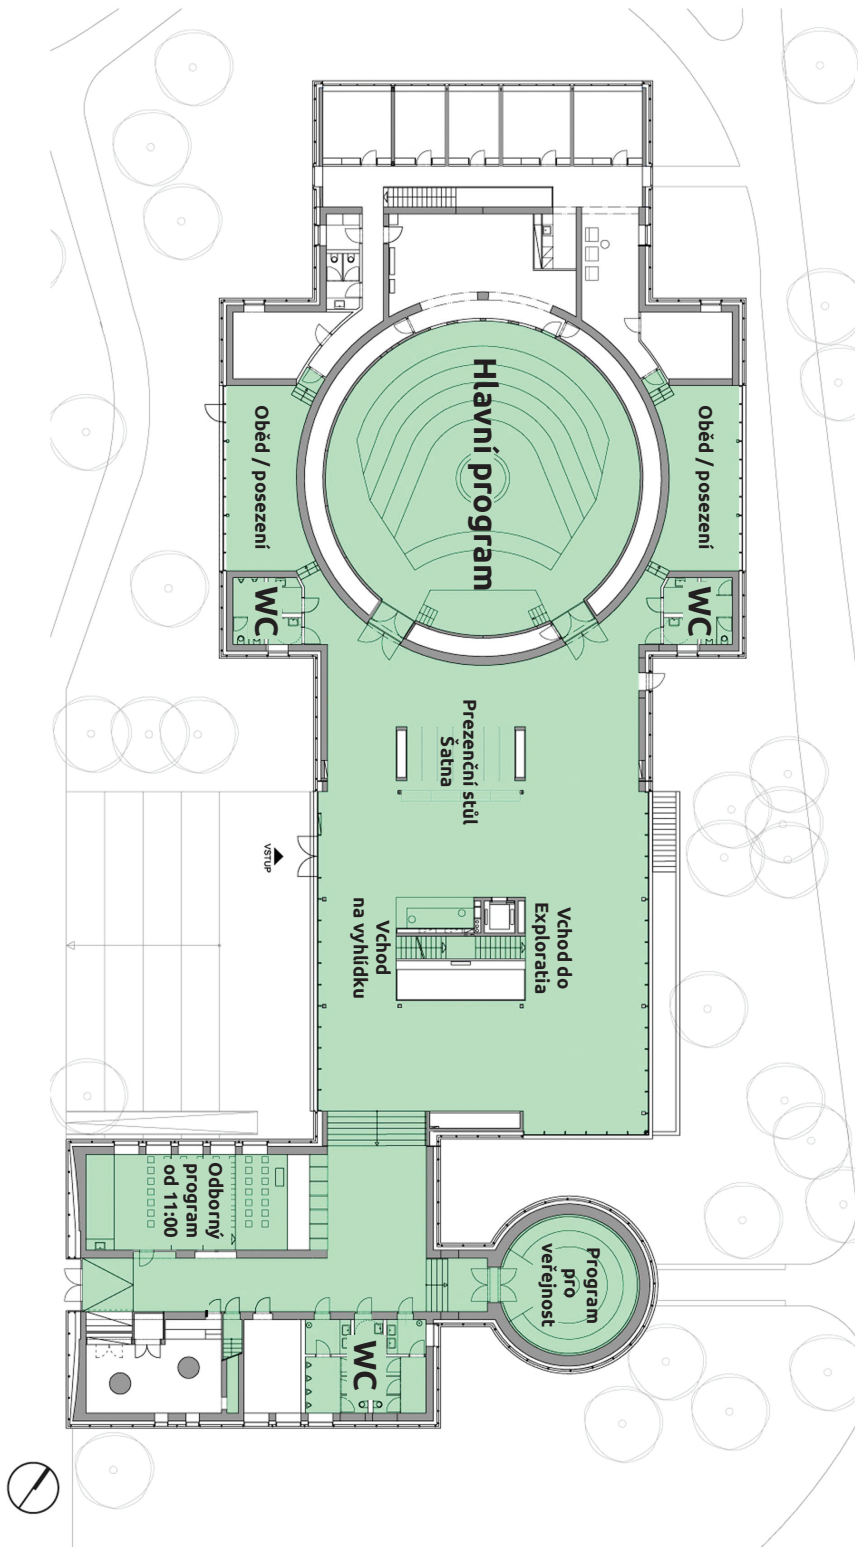 Hlavní program
Oběd / posezení
Oběd / posezení
WC
WC
Prezenční stůl
Šatna
VSTUP
Vchod do
Exploratia
Vchod
na vyhlídku
Odborný
program
od 11:00
Program
pro
veřejnost
WC